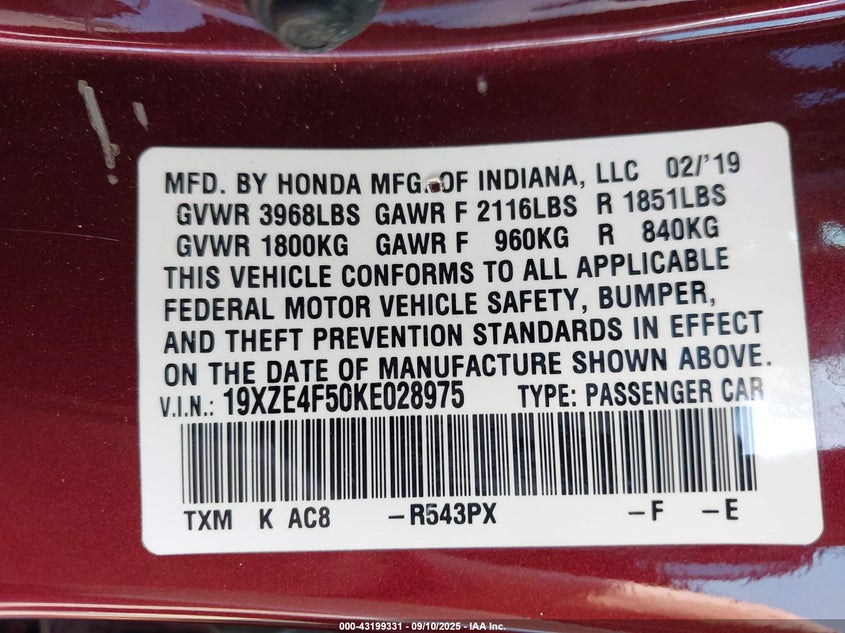 MFD. BY HONDA MFG. OF INDIANA, LLC 02/'19
GVWR 3968LBS GAWR F 2116LBS R 1851LBS
GVWR 1800KG GAWR F 960KG R 840KG
THIS VEHICLE CONFORMS TO ALL APPLICABLE
FEDERAL MOTOR VEHICLE SAFETY, BUMPER,
AND THEFT PREVENTION STANDARDS IN EFFECT
ON THE DATE OF MANUFACTURE SHOWN ABOVE.
V.I.N.: 19XZE4F50KE028975 TYPE: PASSENGER CAR
TXM K AC8 –R543PX –F –E
000-43199331 - 09/10/2025 - IAA Inc.